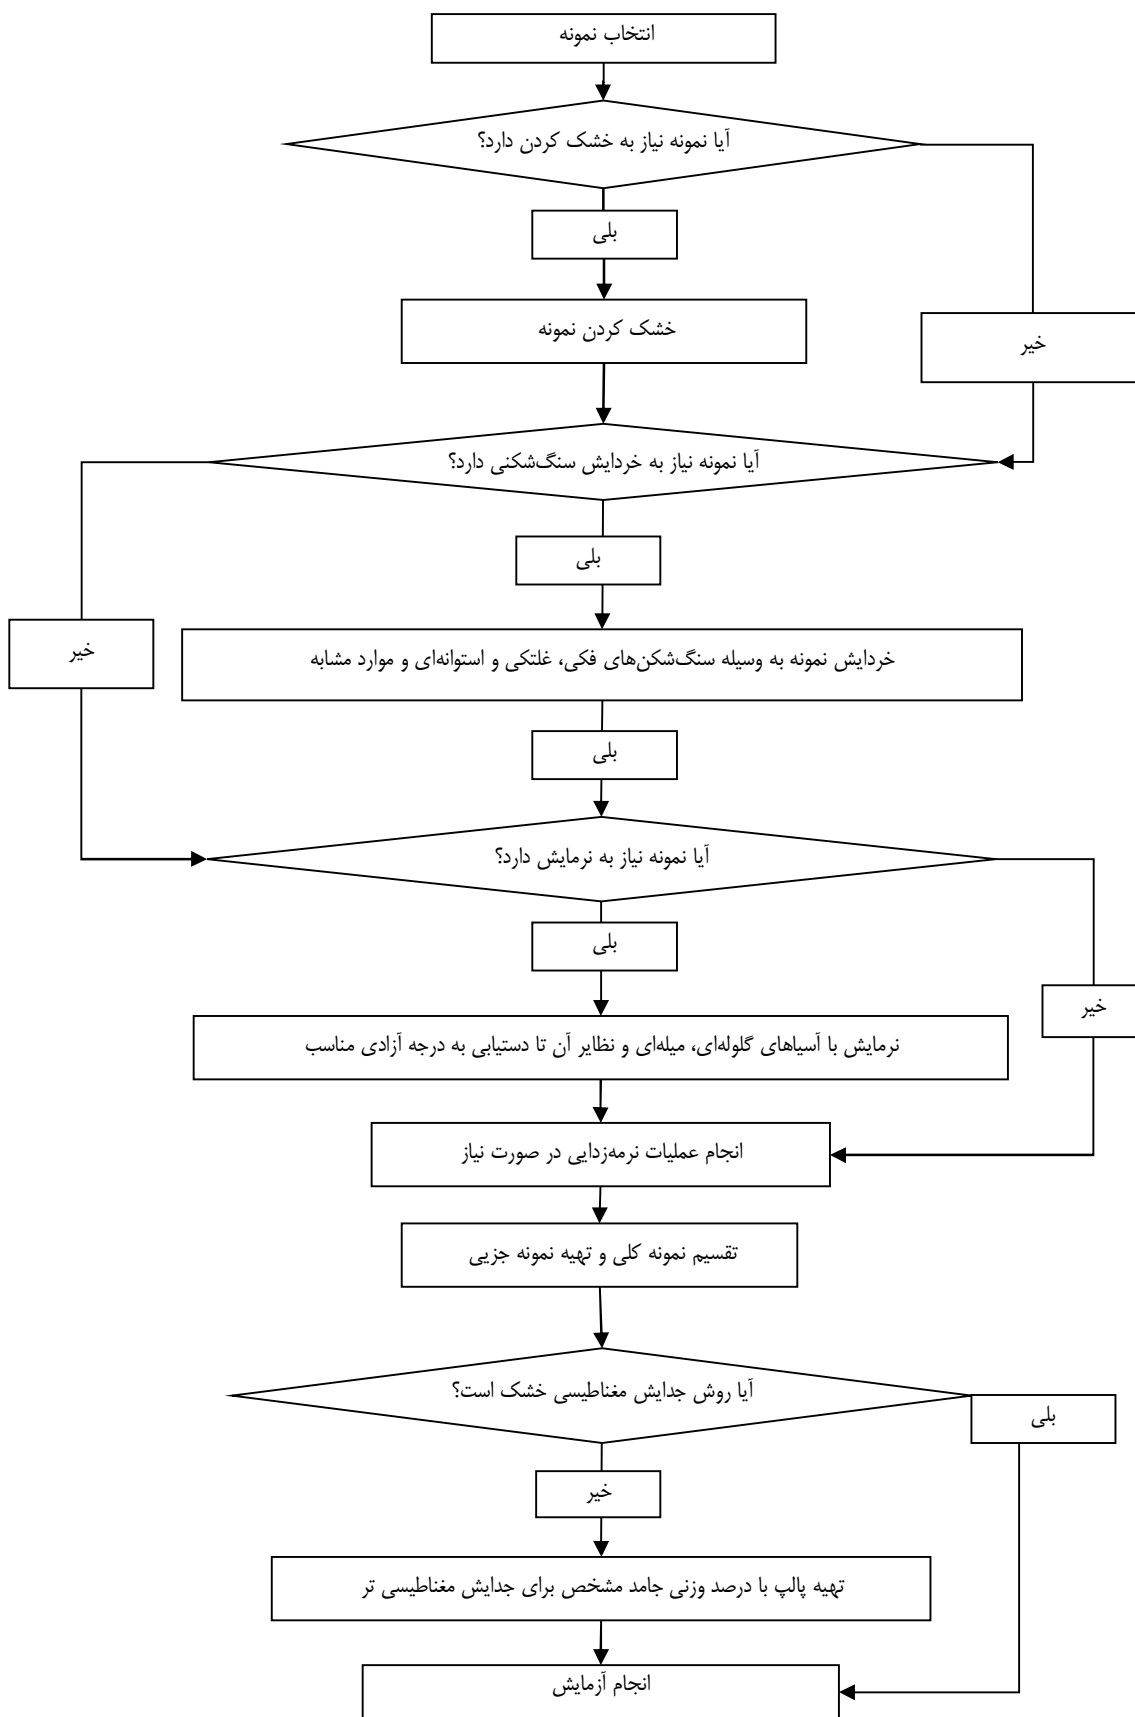 انتخاب نمونه
آیا نمونه نیاز به خشک کردن دارد؟
بلی
خشک کردن نمونه
خیر
آیا نمونه نیاز به خردایش سنگ‌شکنی دارد؟
بلی
خیر
خردایش نمونه به وسیله سنگ‌شکن‌های فکی، غلتکی و استوانه‌ای و موارد مشابه
بلی
آیا نمونه نیاز به نرمایش دارد؟
بلی
خیر
نرمایش با آسیاهای گلوله‌ای، میله‌ای و نظایر آن تا دستیابی به درجه آزادی مناسب
انجام عملیات نرمه‌زدایی در صورت نیاز
تقسیم نمونه کلی و تهیه نمونه جزیی
آیا روش جدایش مغناطیسی خشک است؟
بلی
خیر
تهیه پالپ با درصد وزنی جامد مشخص برای جدایش مغناطیسی تر
انجام آزمایش